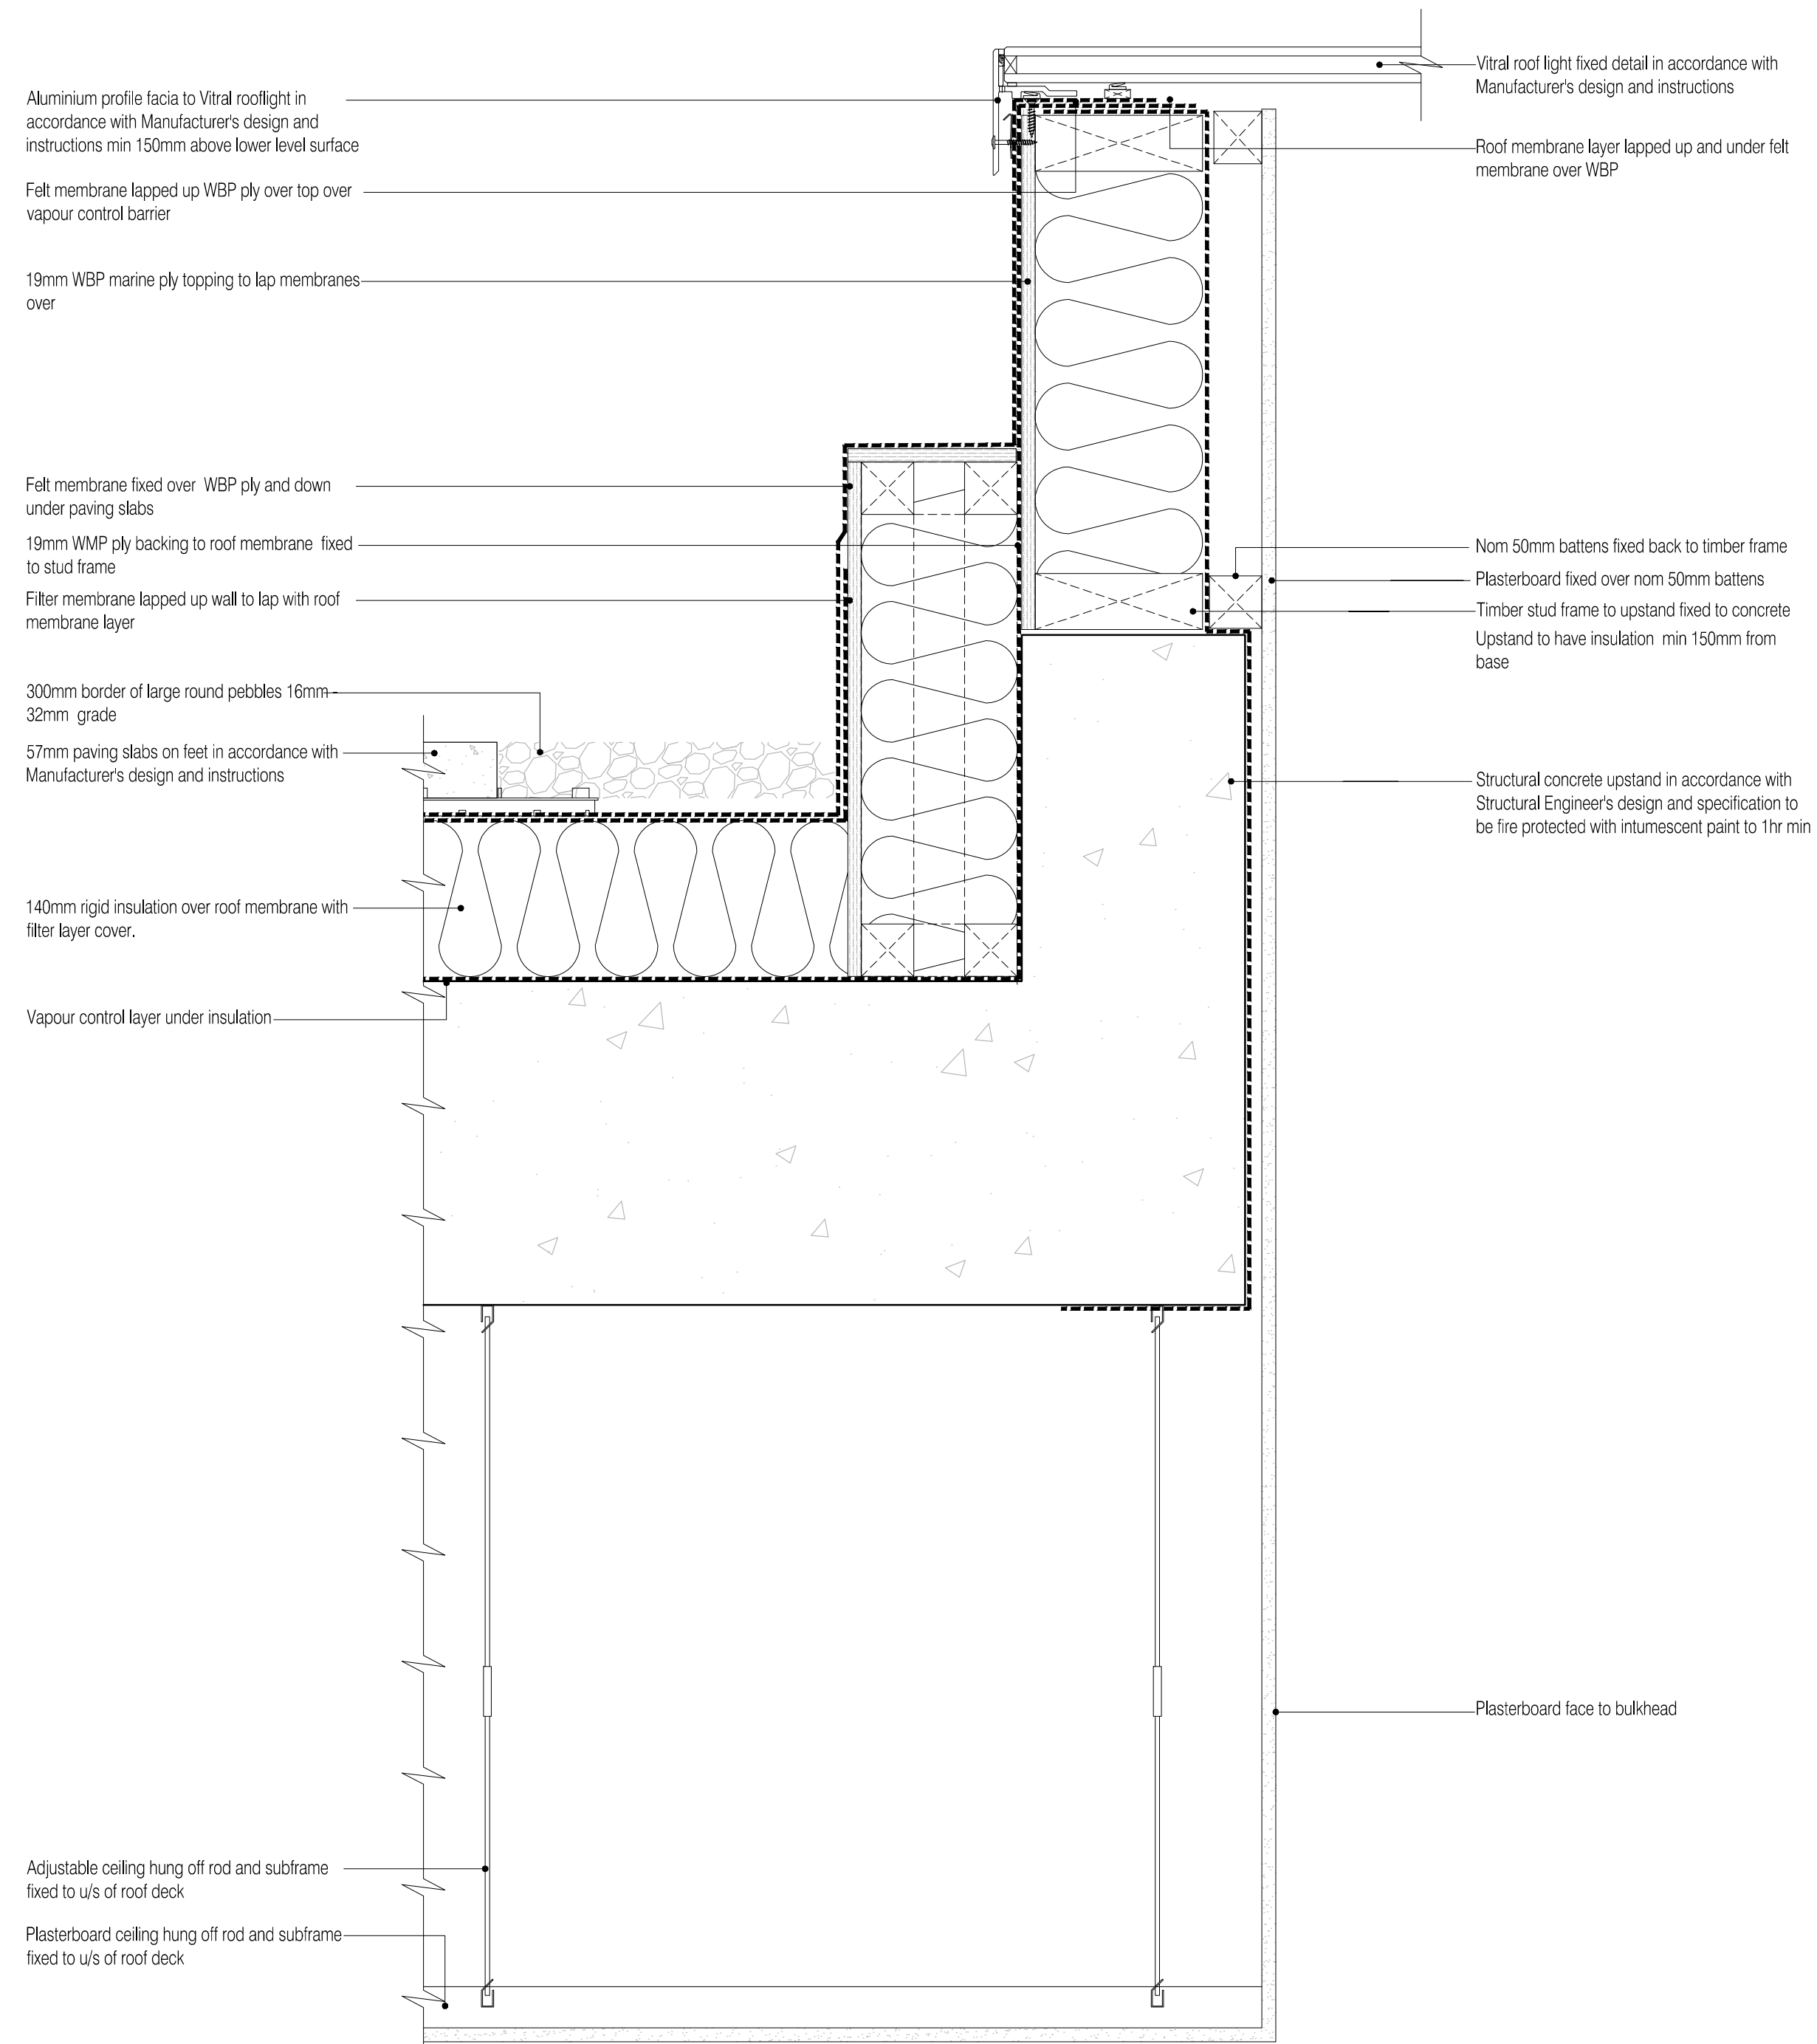 Aluminium profile facia to Vitral rooflight in
accordance with Manufacturer's design and
instructions min 150mm above lower level surface
Felt membrane lapped up WBP ply over top over
vapour control barrier
19mm WBP marine ply topping to lap membranes
over
Felt membrane fixed over WBP ply and down
under paving slabs
19mm WMP ply backing to roof membrane fixed
to stud frame
Filter membrane lapped up wall to lap with roof
membrane layer
300mm border of large round pebbles 16mm -
32mm grade
57mm paving slabs on feet in accordance with
Manufacturer's design and instructions
140mm rigid insulation over roof membrane with
filter layer cover.
Vapour control layer under insulation
Adjustable ceiling hung off rod and subframe
fixed to u/s of roof deck
Plasterboard ceiling hung off rod and subframe
fixed to u/s of roof deck
Vitral roof light fixed detail in accordance with
Manufacturer's design and instructions
Roof membrane layer lapped up and under felt
membrane over WBP
Nom 50mm battens fixed back to timber frame
Plasterboard fixed over nom 50mm battens
Timber stud frame to upstand fixed to concrete
Upstand to have insulation min 150mm from
base
Structural concrete upstand in accordance with
Structural Engineer's design and specification to
be fire protected with intumescent paint to 1hr min
Plasterboard face to bulkhead